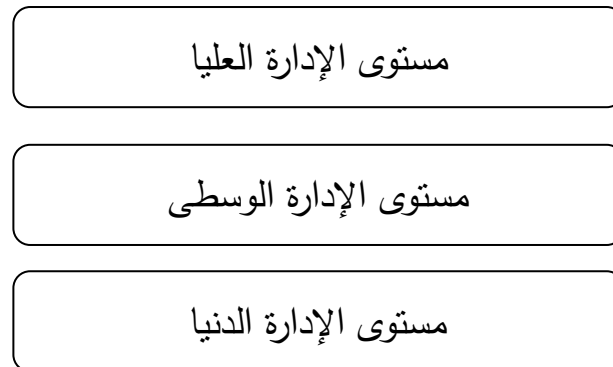 مستوى الإدارة العليا
مستوى الإدارة الوسطى
مستوى الإدارة الدنيا